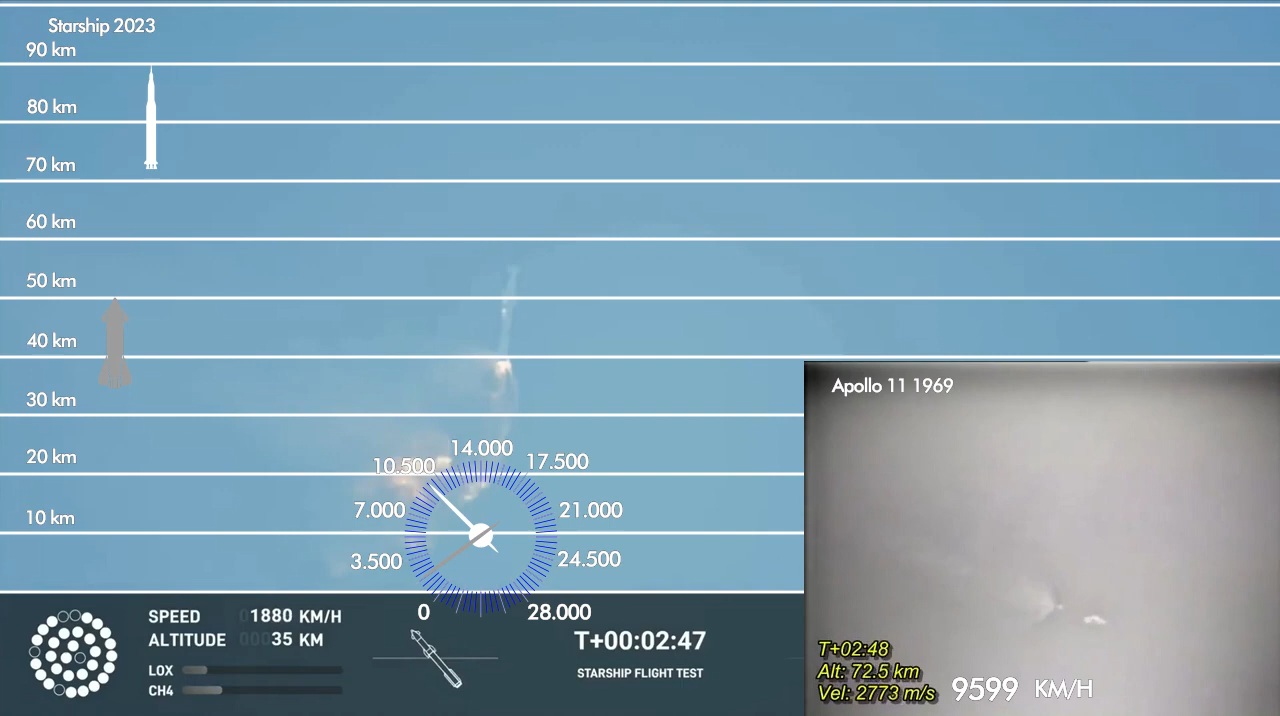 Starship 2023
90 km
80 km
70 km
60 km
50 km
40 km
30 km
20 km
10 km
14.000
10.500
17.500
7.000
21.000
3.500
24.500
0
28.000
SPEED 01880 KM/H
ALTITUDE 00035 KM
LOX
CH4
T+00:02:47
STARSHIP FLIGHT TEST
Apollo 11 1969
T+02:48
Alt: 72.5 km
Vel: 2773 m/s
9599 KM/H